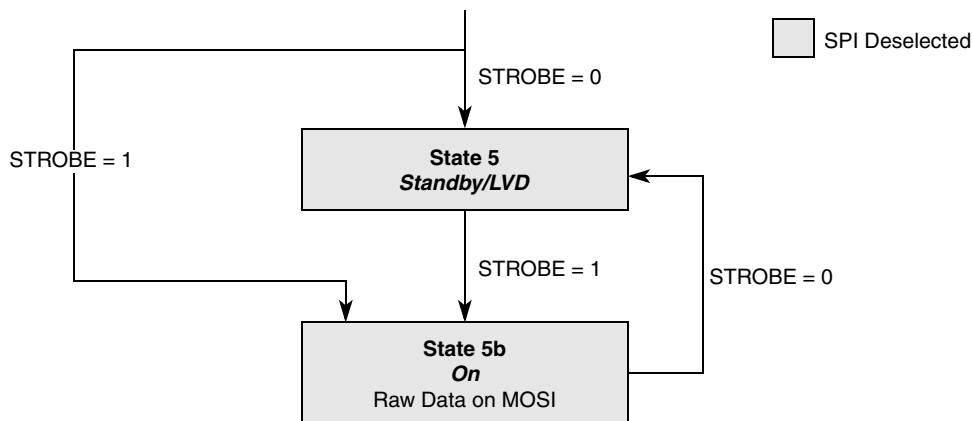 SPI Deselected
STROBE = 0
STROBE = 1
State 5
Standby/LVD
STROBE = 1
STROBE = 0
State 5b
On
Raw Data on MOSI